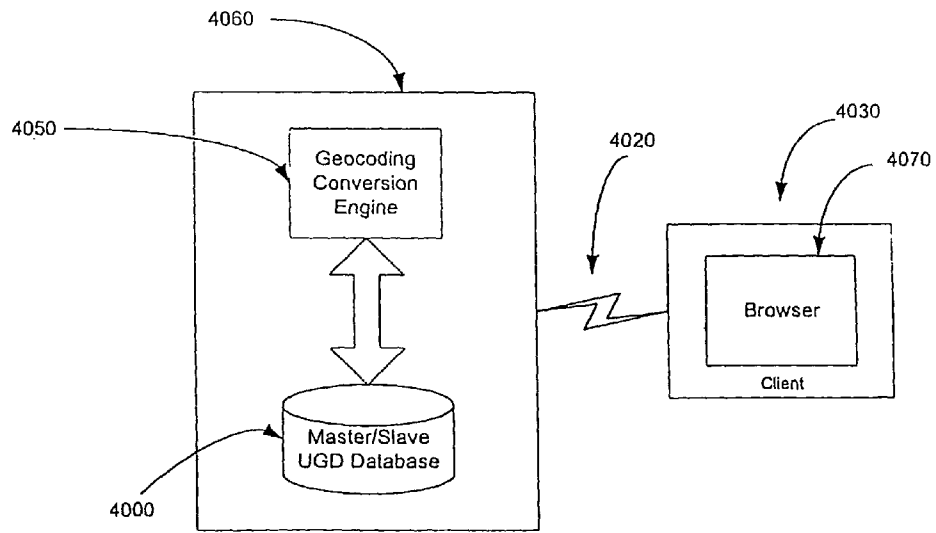 4060
4050
Geocoding
Conversion
Engine
4020
4030
4070
Browser
Client
Master/Slave
UGD Database
4000